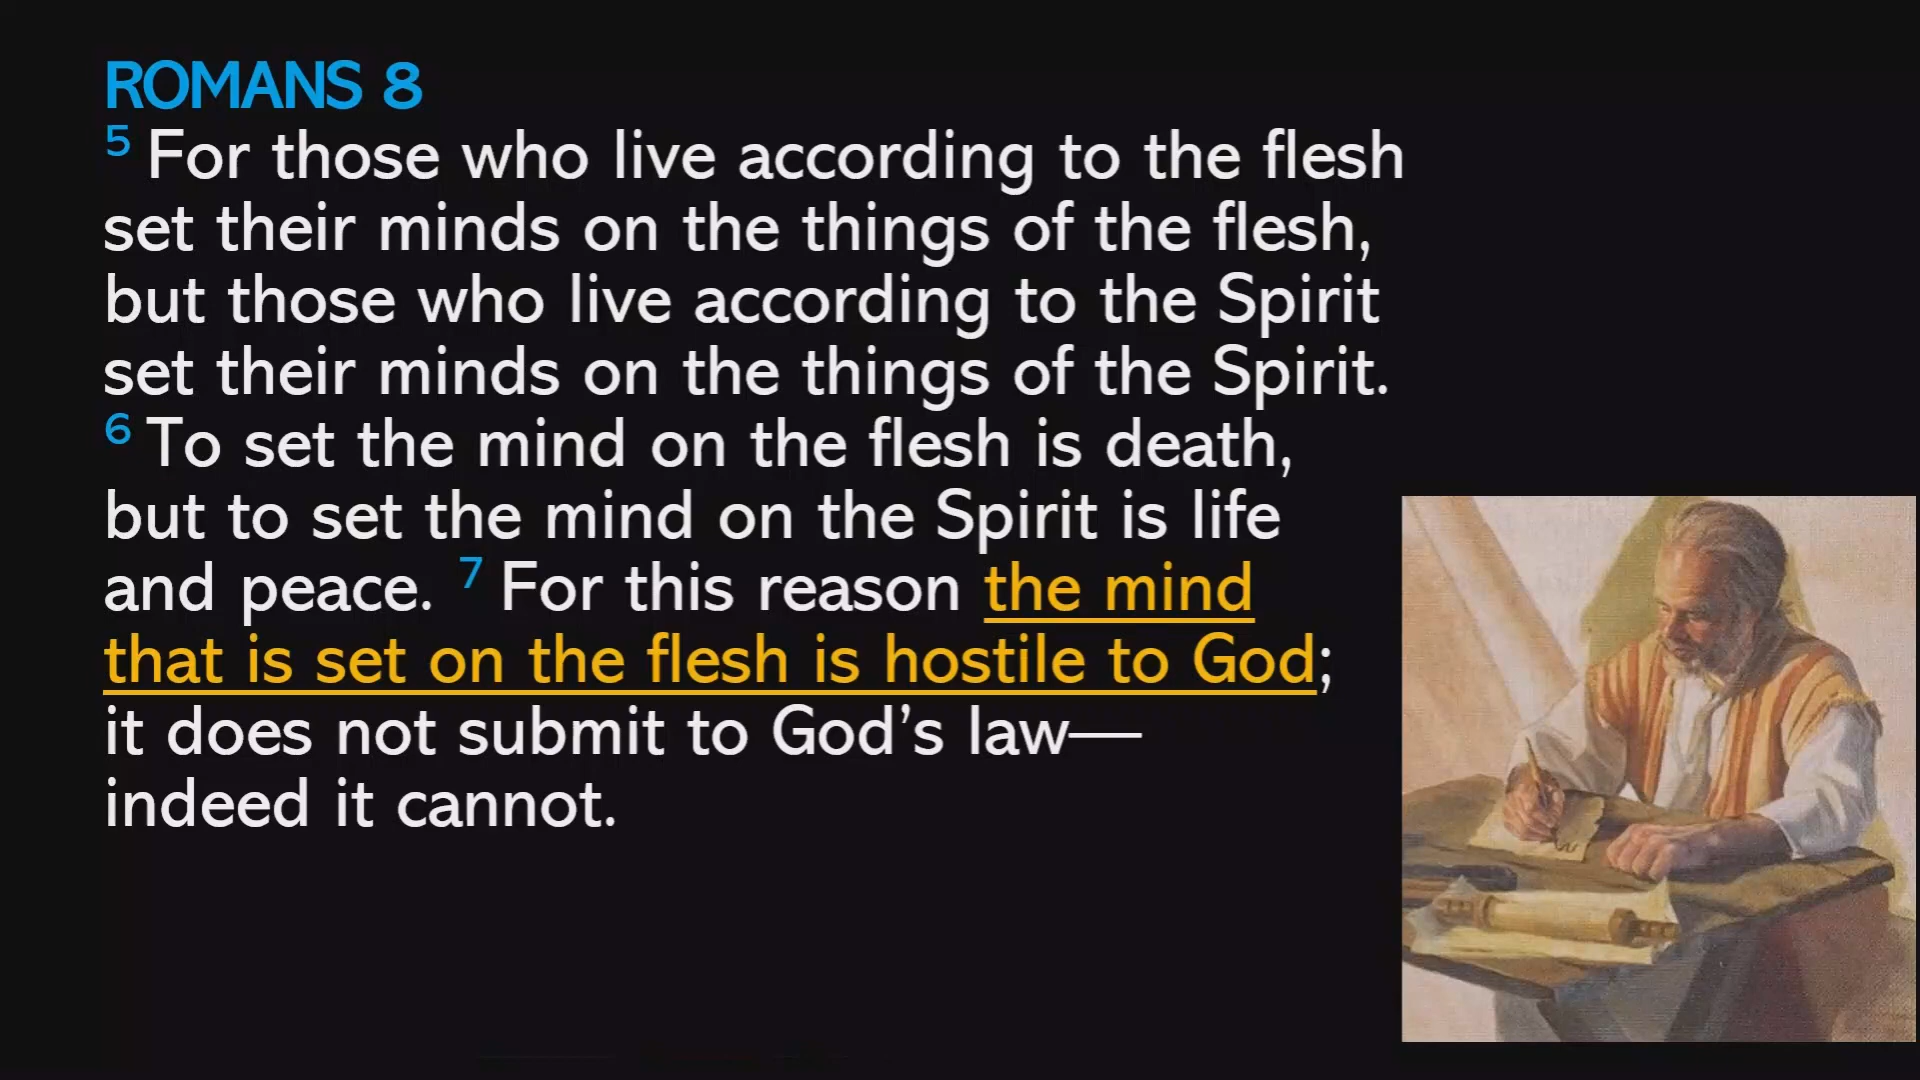 ROMANS 8
5 For those who live according to the flesh
set their minds on the things of the flesh,
but those who live according to the Spirit
set their minds on the things of the Spirit.
6 To set the mind on the flesh is death,
but to set the mind on the Spirit is life
and peace. 7 For this reason the mind
that is set on the flesh is hostile to God;
it does not submit to God’s law—
indeed it cannot.